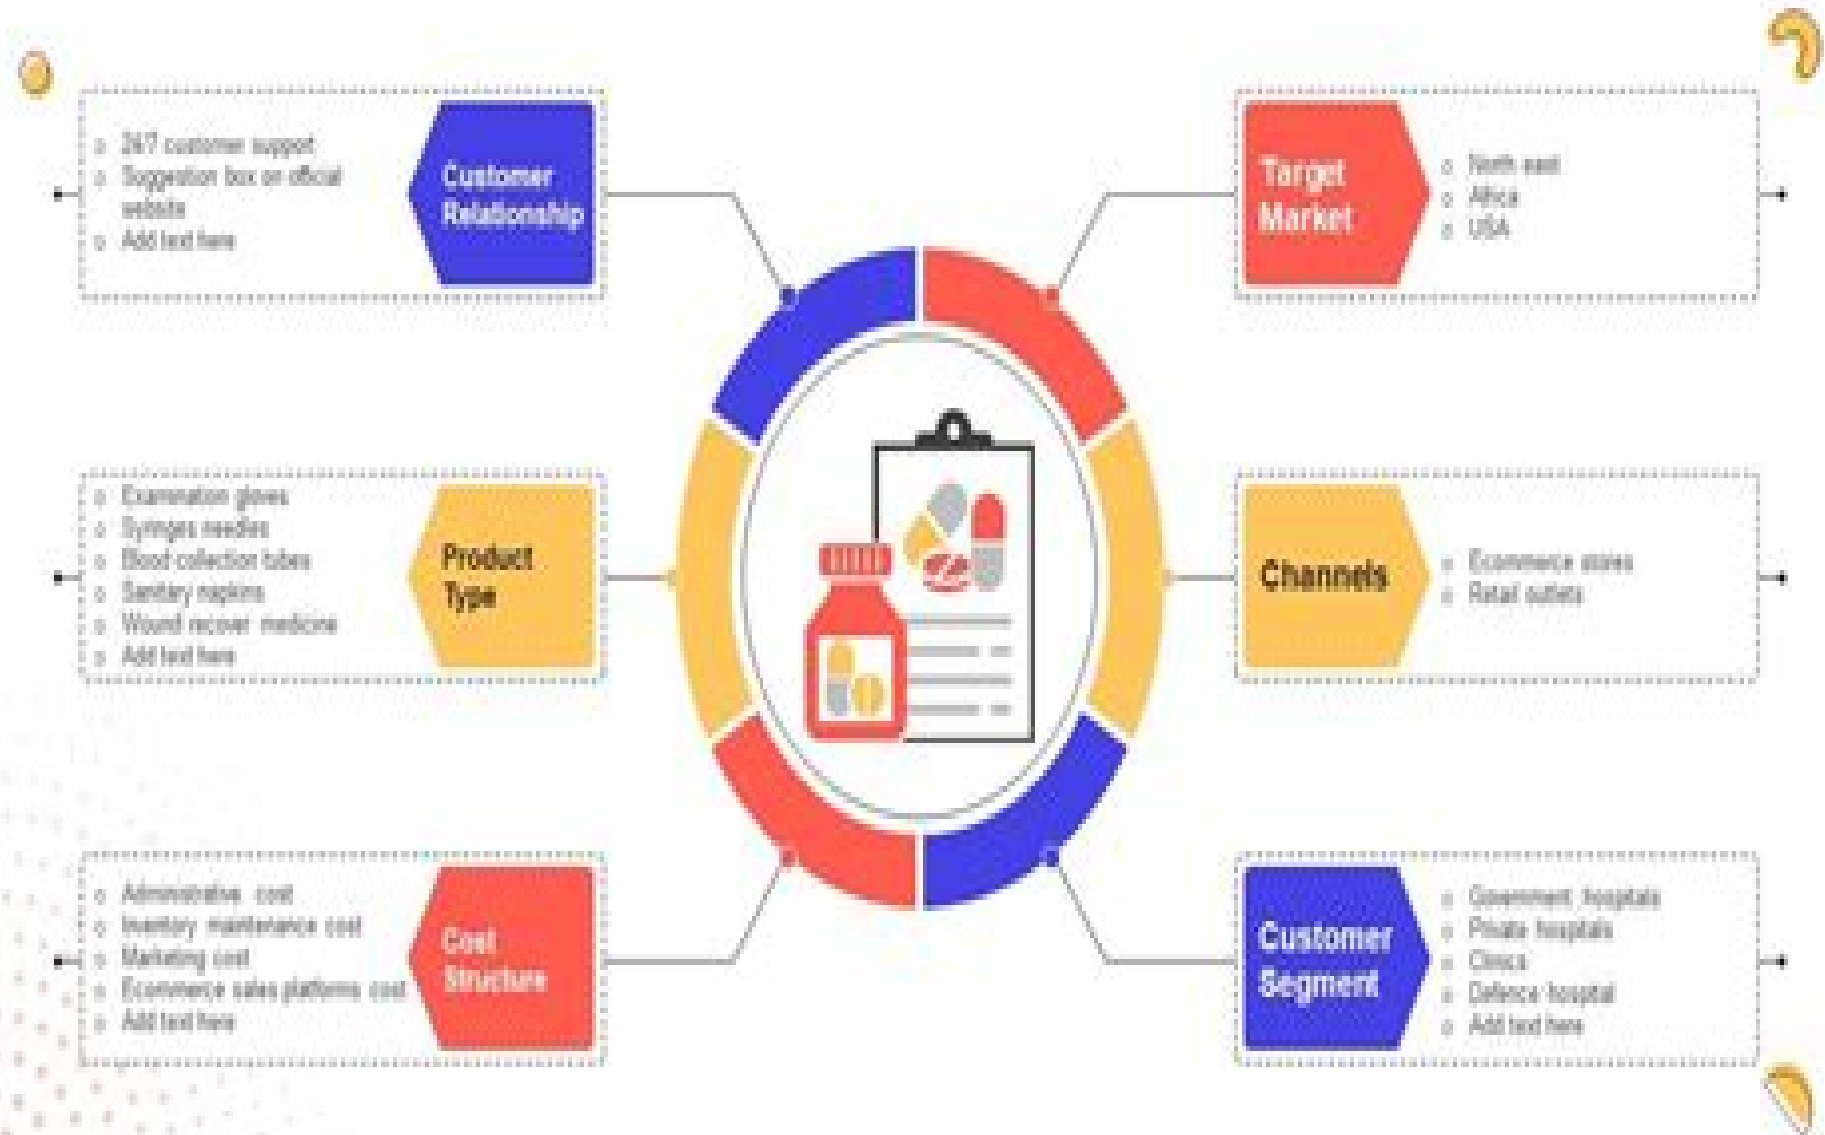 24/7 customer support
Suggestion box on official
website
Add text here
Customer
Relationship
Target
Market
North east
Africa
USA
Examination gloves
Syringes needles
Blood collection tubes
Sanitary napkins
Wound recover medicine
Add text here
Product
Type
Channels
Ecommerce stores
Retail outlets
Administrative cost
Inventory maintenance cost
Marketing cost
Ecommerce sales platforms cost
Add text here
Cost
Structure
Customer
Segment
Government hospitals
Private hospitals
Clinics
Defence hospital
Add text here